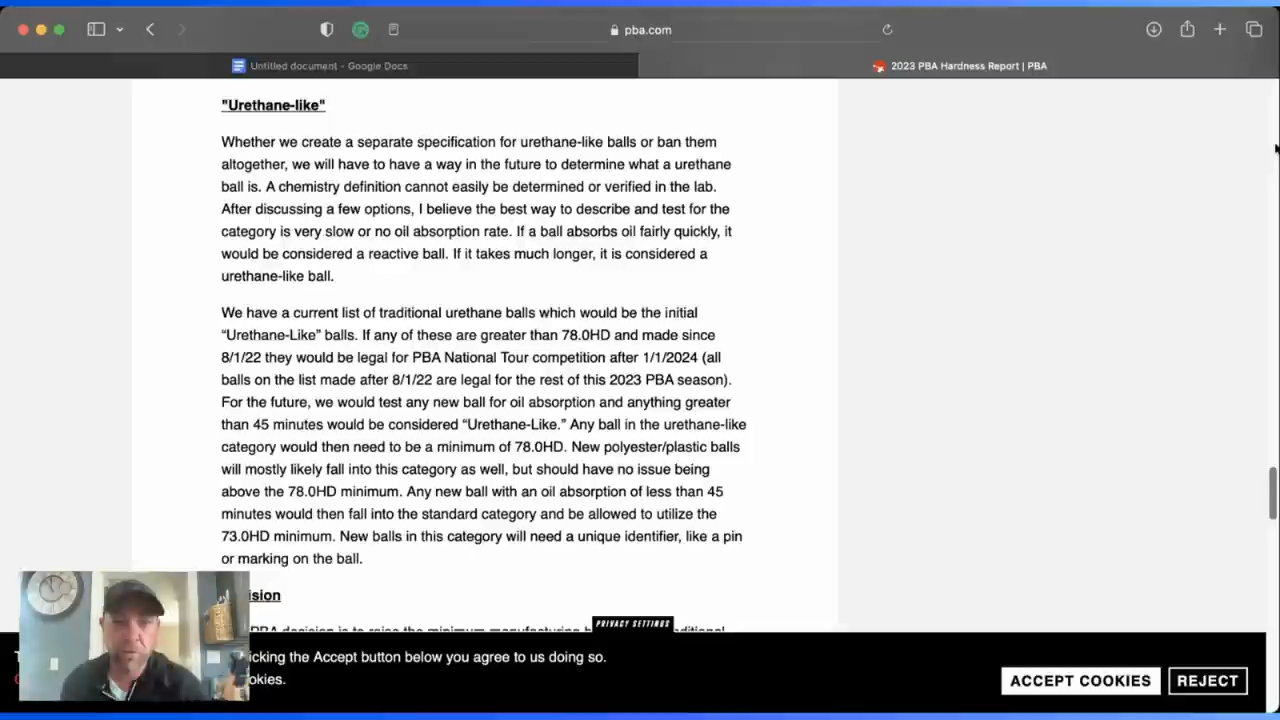 pba.com
Untitled document - Google Docs
2023 PBA Hardness Report | PBA
"Urethane-like"
Whether we create a separate specification for urethane-like balls or ban them
altogether, we will have to have a way in the future to determine what a urethane
ball is. A chemistry definition cannot easily be determined or verified in the lab.
After discussing a few options, I believe the best way to describe and test for the
category is very slow or no oil absorption rate. If a ball absorbs oil fairly quickly, it
would be considered a reactive ball. If it takes much longer, it is considered a
urethane-like ball.
We have a current list of traditional urethane balls which would be the initial
“Urethane-Like” balls. If any of these are greater than 78.0HD and made since
8/1/22 they would be legal for PBA National Tour competition after 1/1/2024 (all
balls on the list made after 8/1/22 are legal for the rest of this 2023 PBA season).
For the future, we would test any new ball for oil absorption and anything greater
than 45 minutes would be considered “Urethane-Like.” Any ball in the urethane-like
category would then need to be a minimum of 78.0HD. New polyester/plastic balls
will mostly likely fall into this category as well, but should have no issue being
above the 78.0HD minimum. Any new ball with an oil absorption of less than 45
minutes would then fall into the standard category and be allowed to utilize the
73.0HD minimum. New balls in this category will need a unique identifier, like a pin
or marking on the ball.
ision
PBA decision is to raise the minimum manufacturing
PRIVACY SETTINGS
icking the Accept button below you agree to us doing so.
okies.
ACCEPT COOKIES
REJECT